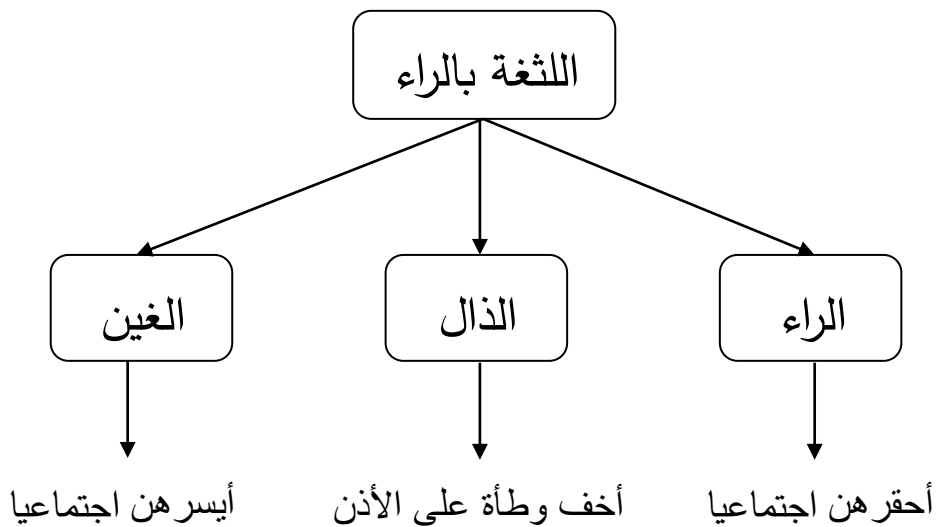 اللثغة بالراء
الراء
الذال
الغين
أحقرهن اجتماعيا
أخف وطأة على الأذن
أيسرهن اجتماعيا